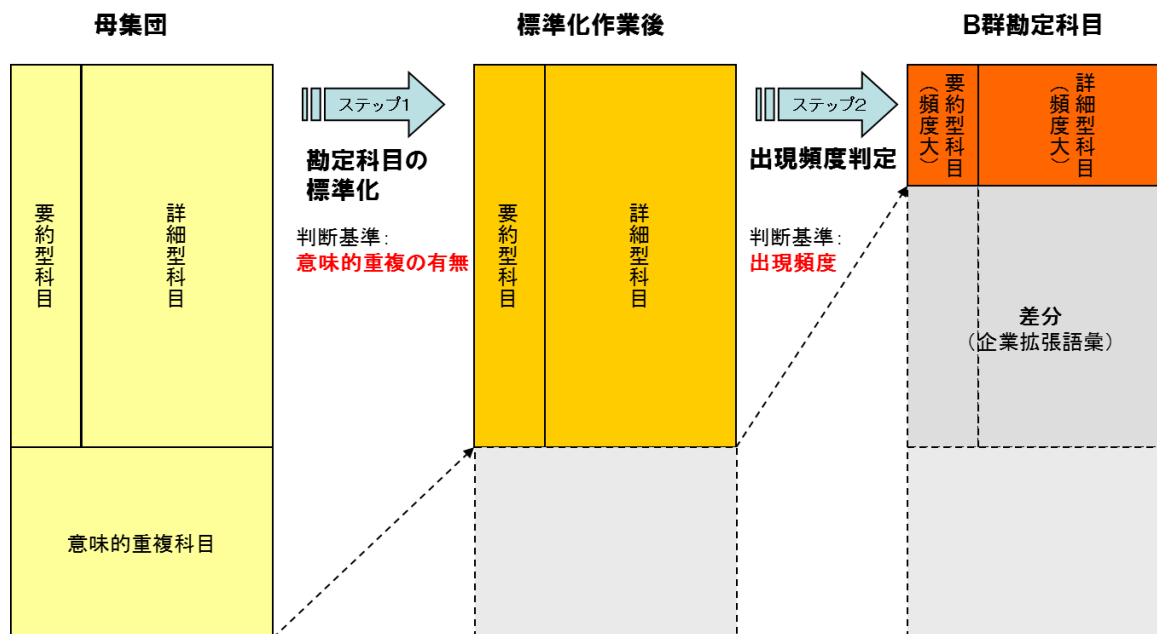 母集団
標準化作業後
B群勘定科目
要約型科目
詳細型科目
意味的重複科目
ステップ1
勘定科目の
標準化
判断基準：
意味的重複の有無
要約型科目
詳細型科目
ステップ2
出現頻度判定
判断基準：
出現頻度
要約型科目
（頻度大）
詳細型科目
（頻度大）
差分
（企業拡張語彙）